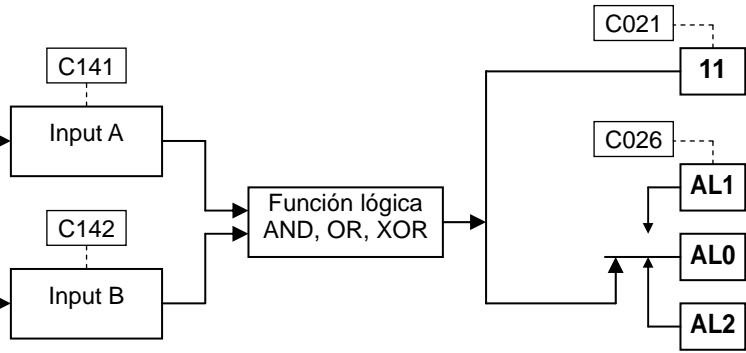 C021
C141
11
Input A
C026
Función lógica
AND, OR, XOR
AL1
C142
AL0
Input B
AL2